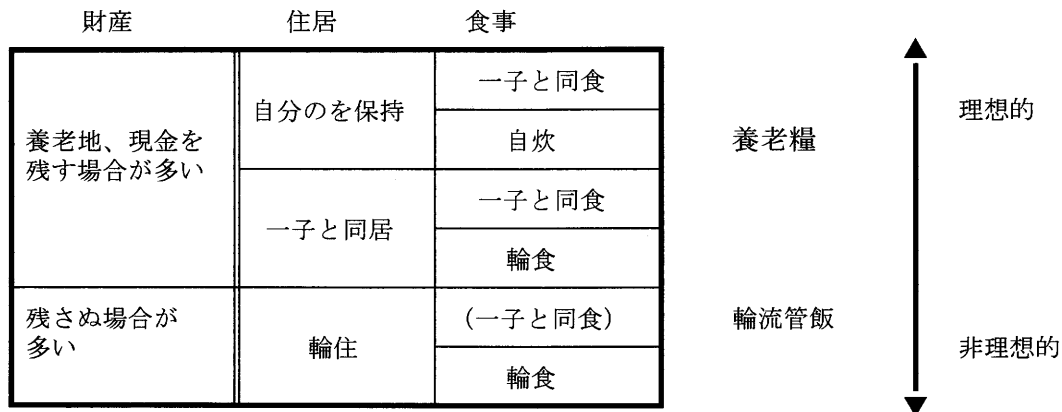 財産 住居 食事
養老地、現金を
残す場合が多い
自分のを保持
一子と同食
自炊
一子と同居
一子と同食
輪食
残さぬ場合が
多い
輪住
(一子と同食)
輪食
養老糧
輪流管飯
理想的
非理想的